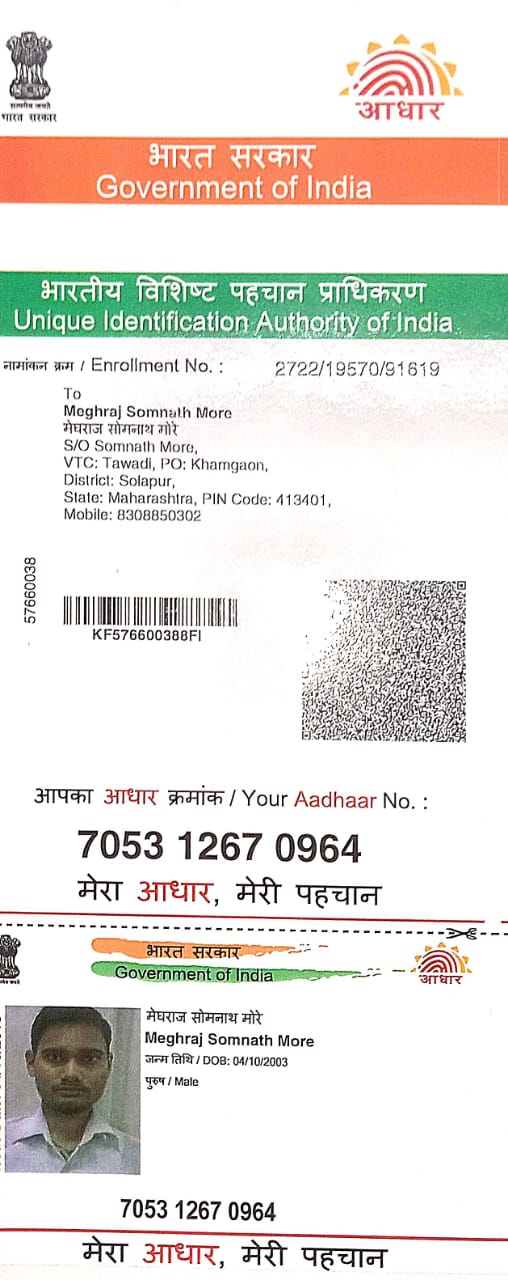 सत्यमेव जयते
भारत सरकार
आधार
भारत सरकार
Government of India
भारतीय विशिष्ट पहचान प्राधिकरण
Unique Identification Authority of India
नामांकन क्रम / Enrollment No. : 2722/19570/91619
To
Meghraj Somnath More
मेघराज सोमनाथ मोरे
S/O Somnath More,
VTC: Tawadi, PO: Khamgaon,
District: Solapur,
State: Maharashtra, PIN Code: 413401,
Mobile: 8308850302
57660038
KF576600388FI
आपका आधार क्रमांक / Your Aadhaar No. :
7053 1267 0964
मेरा आधार, मेरी पहचान
भारत सरकार
Government of India
आधार
मेघराज सोमनाथ मोरे
Meghraj Somnath More
जन्म तिथि / DOB: 04/10/2003
पुरुष / Male
7053 1267 0964
मेरा आधार, मेरी पहचान